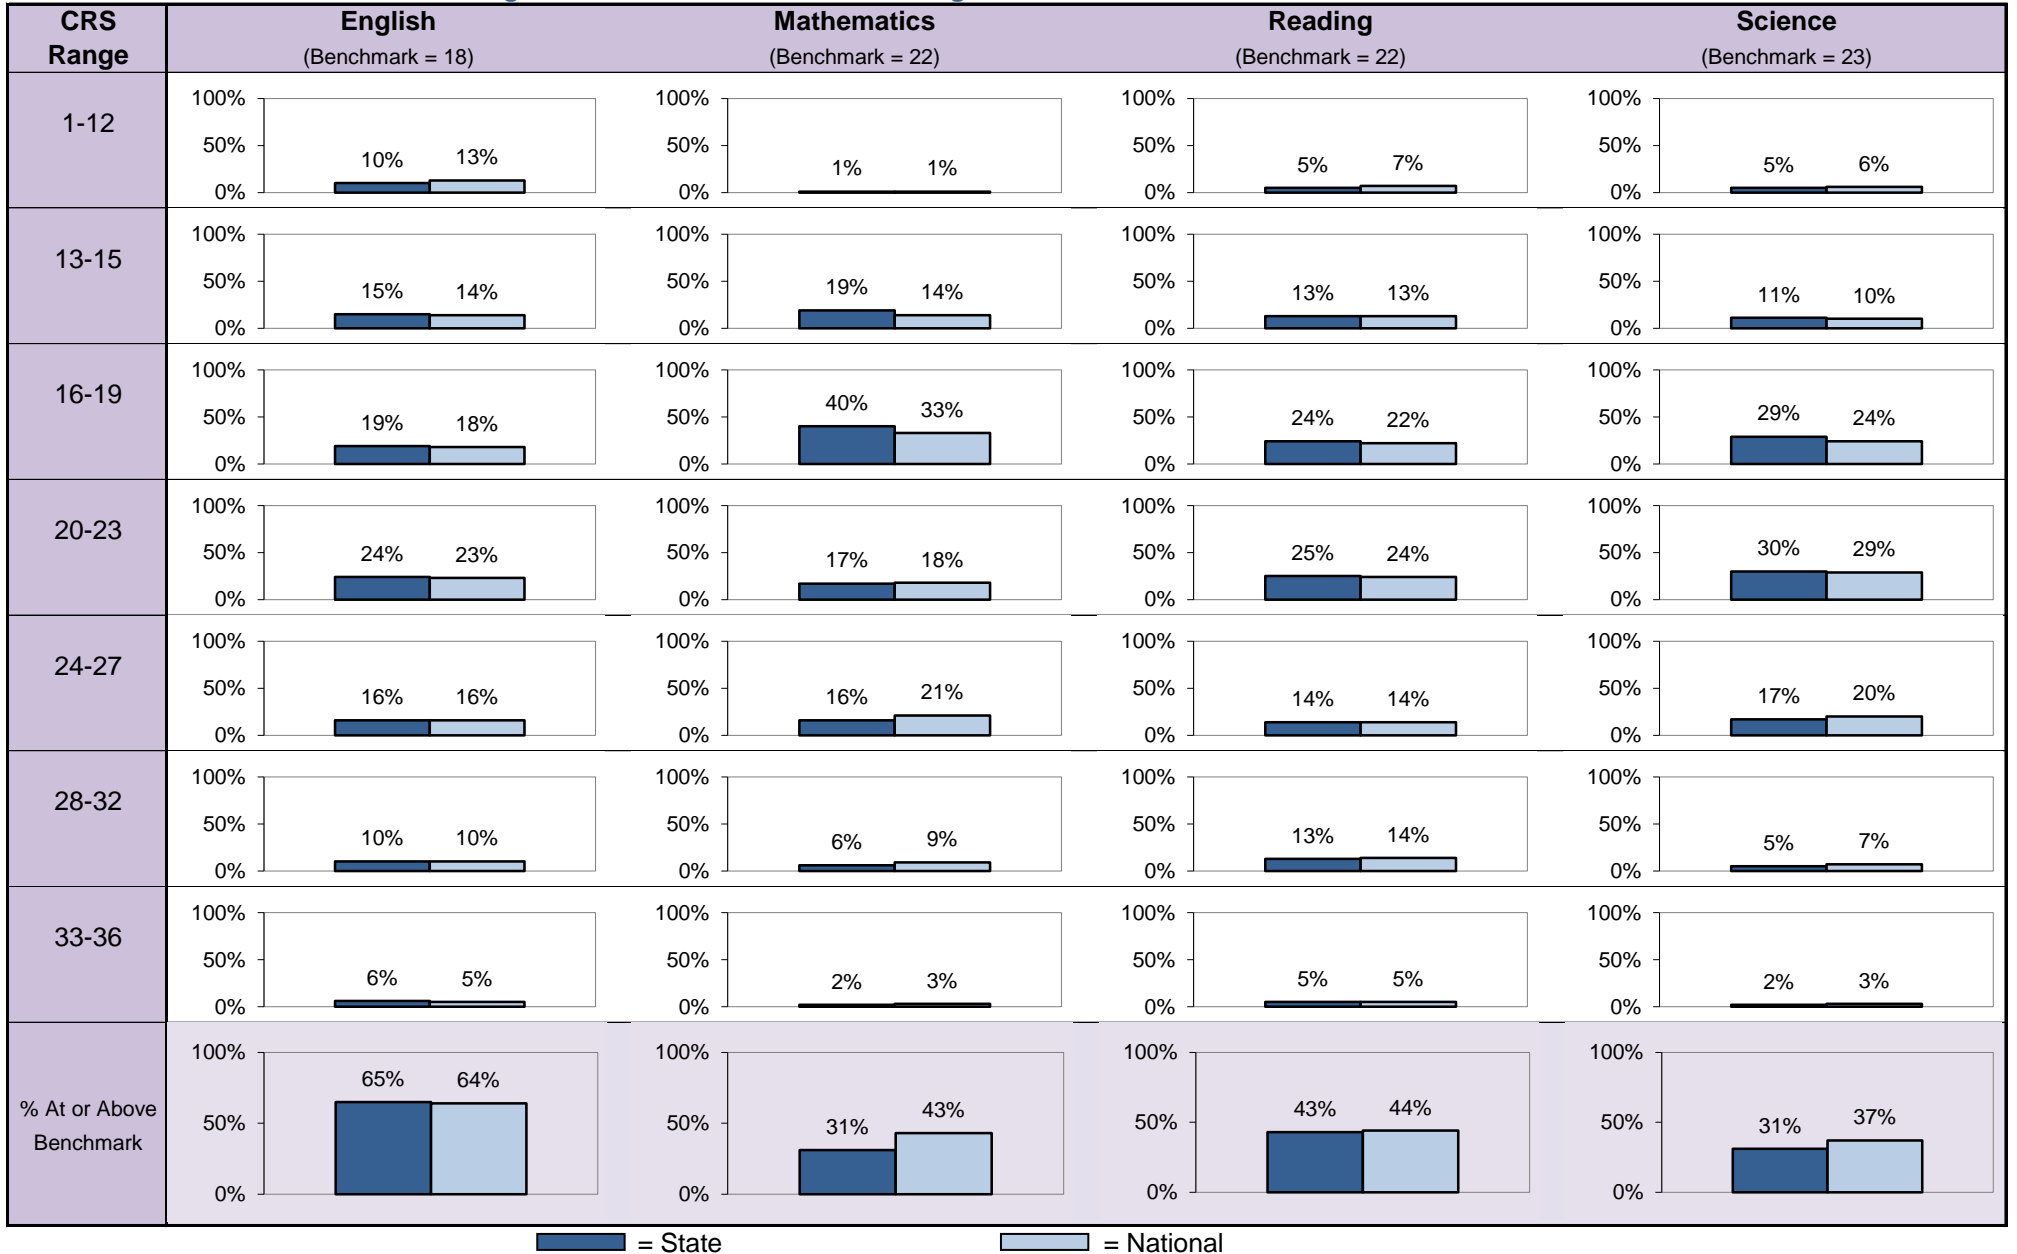 CRS Range English Mathematics Reading Science
(Benchmark = 18) (Benchmark = 22) (Benchmark = 22) (Benchmark = 23)
1-12
100% 100% 100% 100%
50% 50% 50% 50%
10% 13% 1% 1% 5% 7% 5% 6%
0% 0% 0% 0%
13-15
100% 100% 100% 100%
50% 50% 50% 50%
15% 14% 19% 14% 13% 13% 11% 10%
0% 0% 0% 0%
16-19
100% 100% 100% 100%
50% 50% 50% 50%
19% 18% 40% 33% 24% 22% 29% 24%
0% 0% 0% 0%
20-23
100% 100% 100% 100%
50% 50% 50% 50%
24% 23% 17% 18% 25% 24% 30% 29%
0% 0% 0% 0%
24-27
100% 100% 100% 100%
50% 50% 50% 50%
16% 16% 16% 21% 14% 14% 17% 20%
0% 0% 0% 0%
28-32
100% 100% 100% 100%
50% 50% 50% 50%
10% 10% 6% 9% 13% 14% 5% 7%
0% 0% 0% 0%
33-36
100% 100% 100% 100%
50% 50% 50% 50%
6% 5% 2% 3% 5% 5% 2% 3%
0% 0% 0% 0%
% At or Above
Benchmark
100% 100% 100% 100%
65% 64% 31% 43% 43% 44% 31% 37%
50% 50% 50% 50%
0% 0% 0% 0%
= State = National